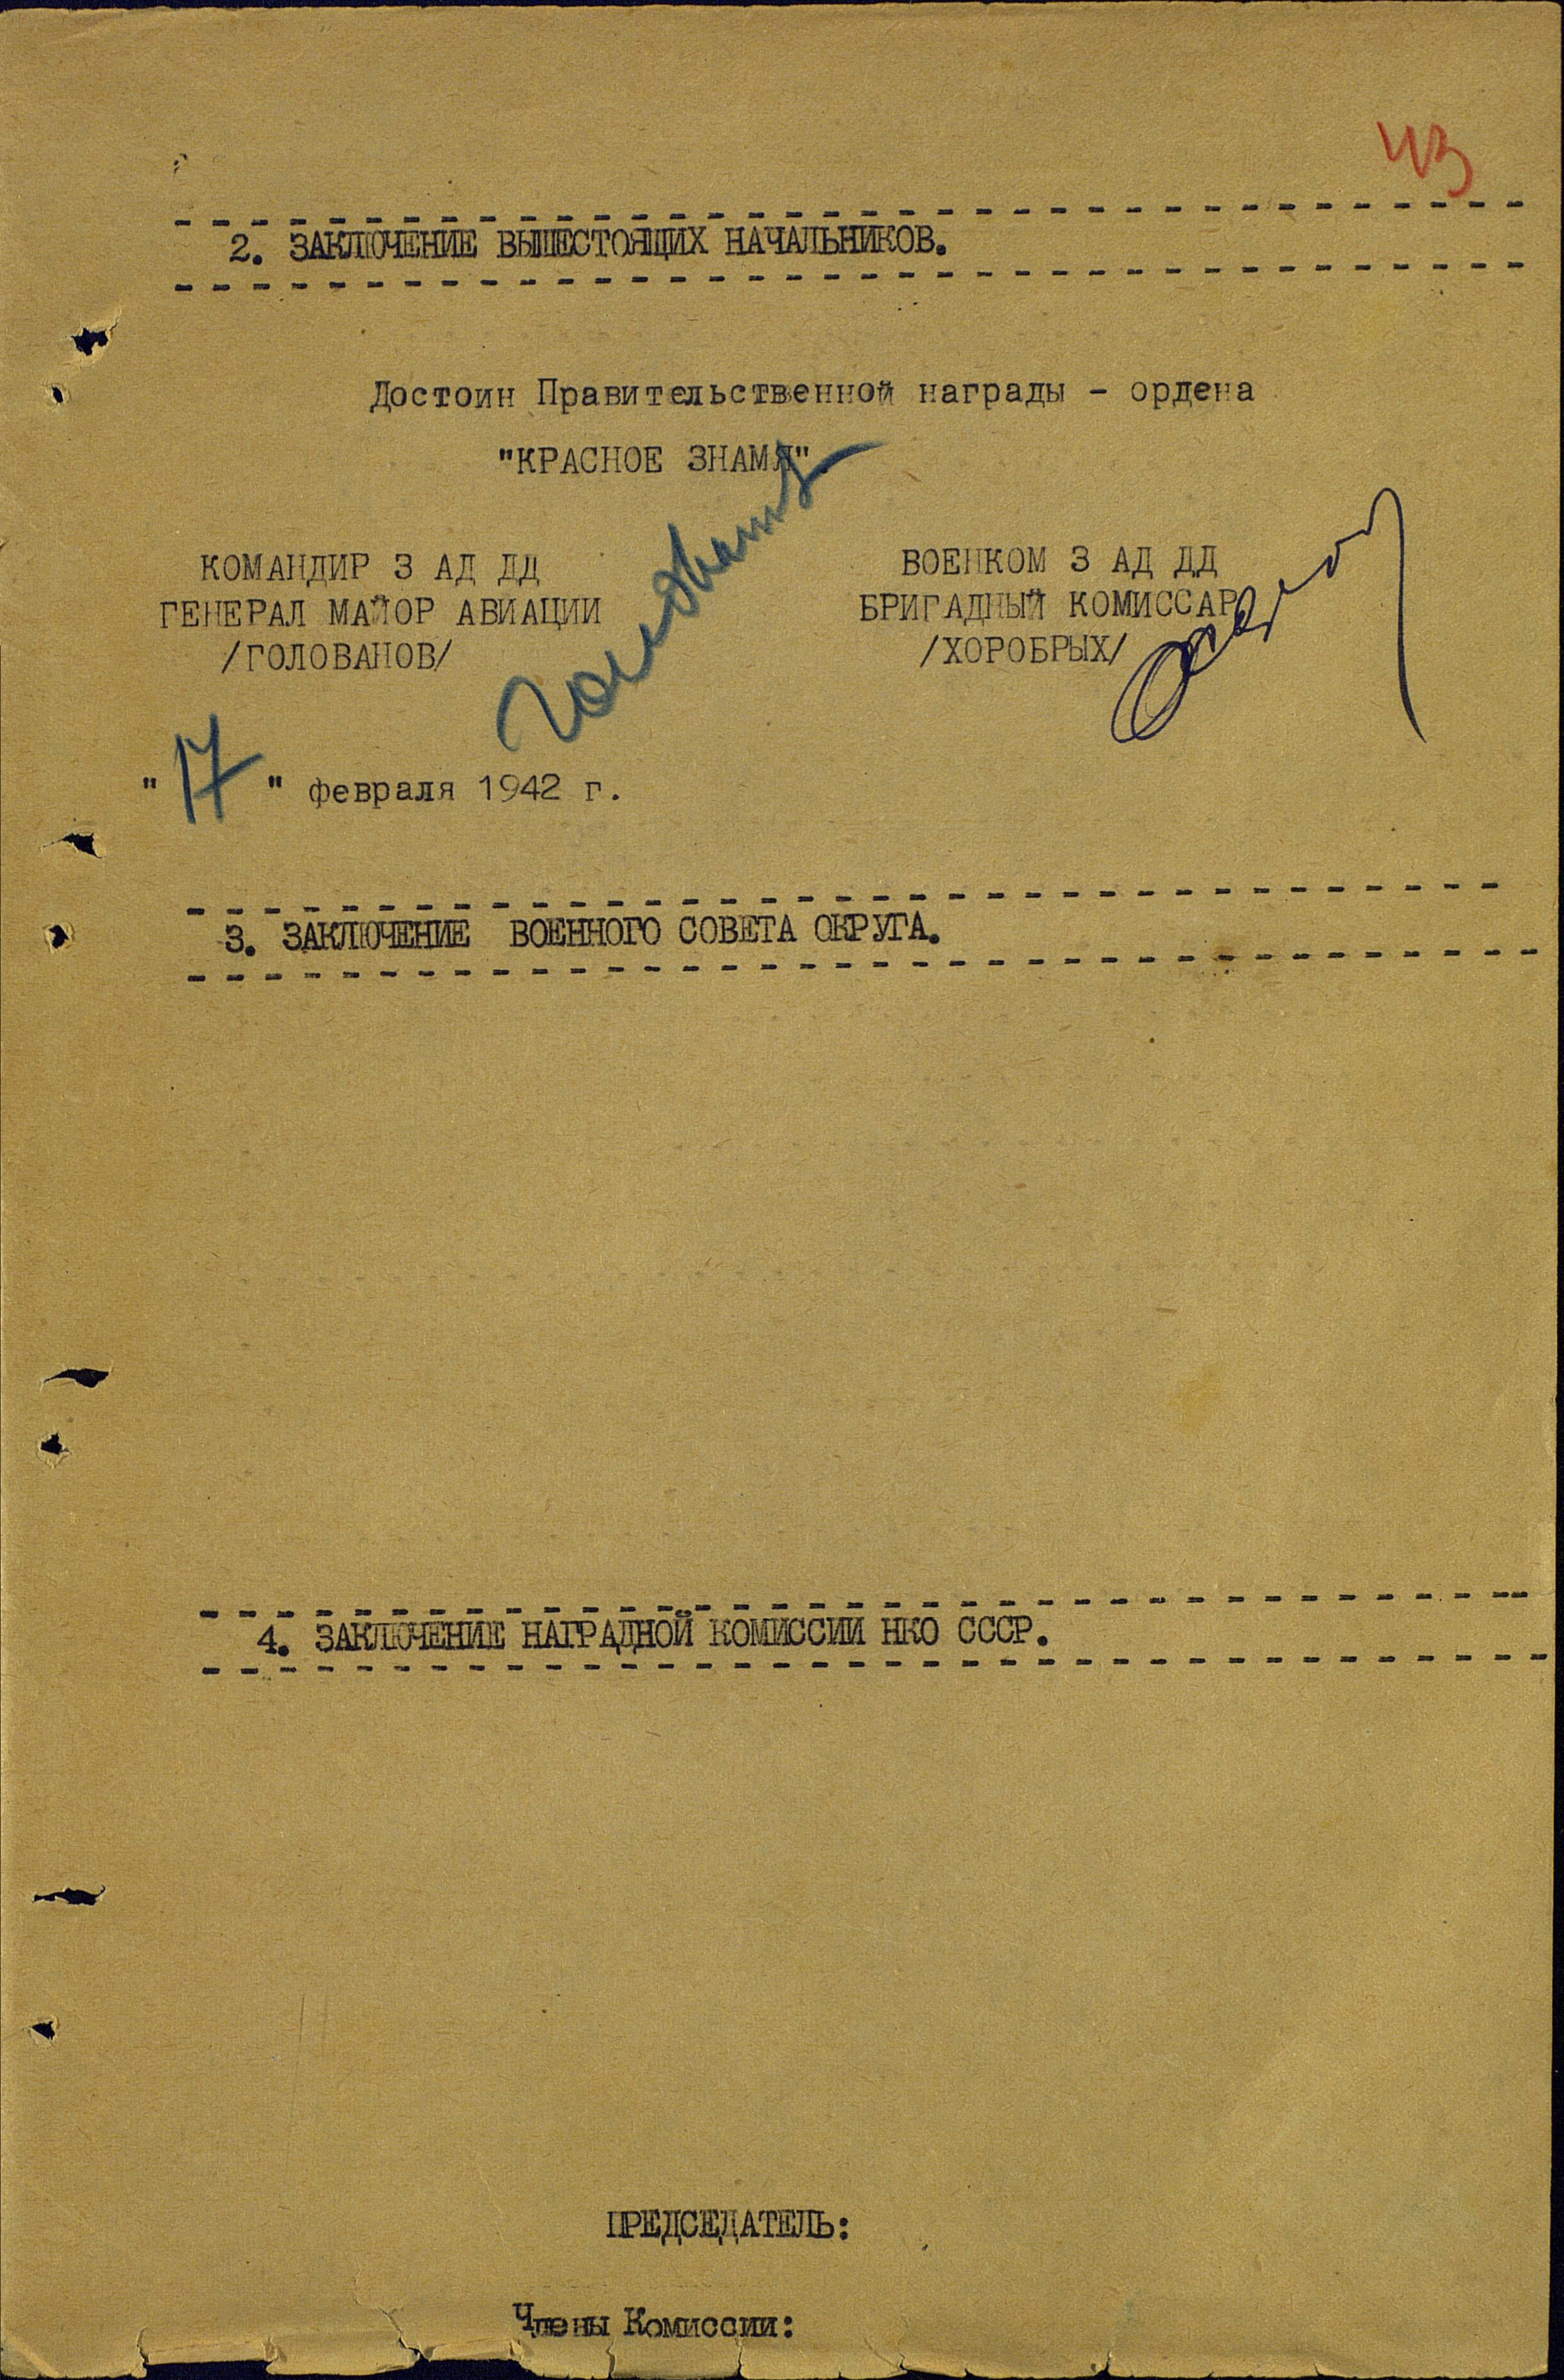 43
2. ЗАКЛЮЧЕНИЕ ВЫШЕСТОЯЩИХ НАЧАЛЬНИКОВ.
Достоин Правительственной награды - ордена
"КРАСНОЕ ЗНАМЯ".
КОМАНДИР 3 АД ДД
ГЕНЕРАЛ МАЙОР АВИАЦИИ
/ГОЛОВАНОВ/
Голованов
ВОЕНКОМ 3 АД ДД
БРИГАДНЫЙ КОМИССАР
/ХОРОБРЫХ/
"17" февраля 1942 г.
3. ЗАКЛЮЧЕНИЕ ВОЕННОГО СОВЕТА ОКРУГА.
4. ЗАКЛЮЧЕНИЕ НАГРАДНОЙ КОМИССИИ НКО СССР.
ПРЕДСЕДАТЕЛЬ:
Члены Комиссии: